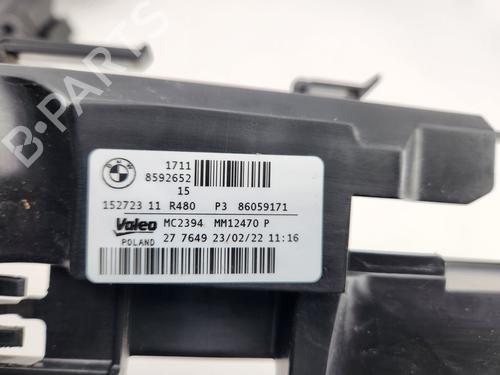 B-PARTS
BMW
1711
8592652
15
152723 11 R480 P3 86059171
Valeo MC2394 MM12470 P
POLAND 27 7649 23/02/22 11:16